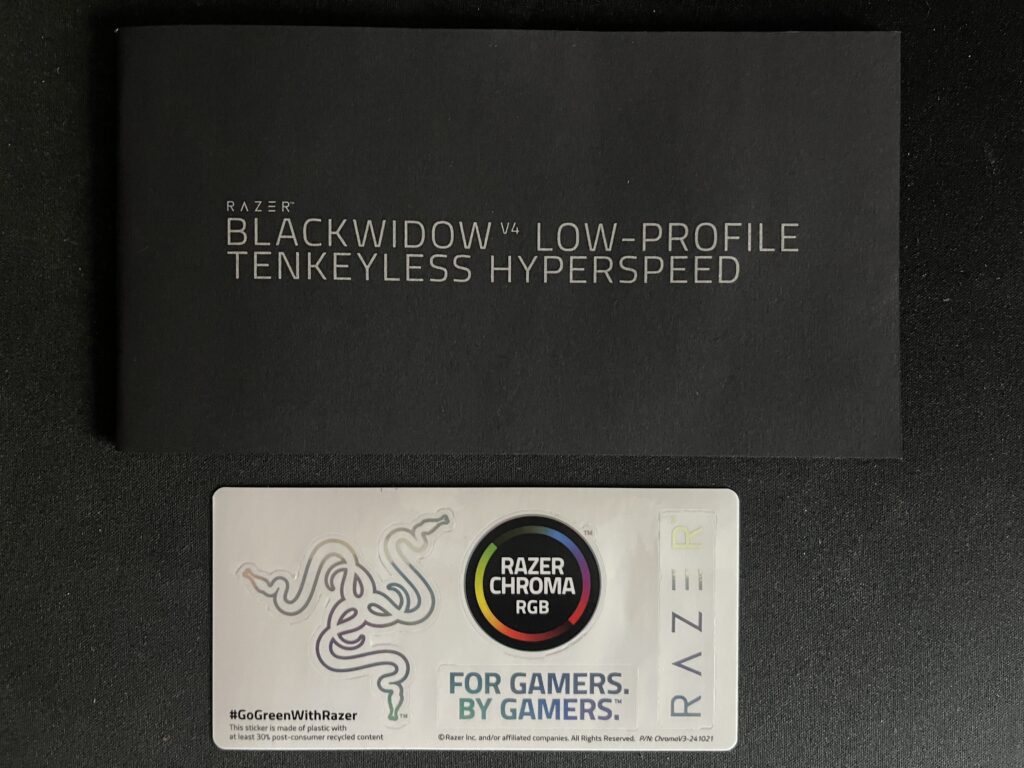 RAZER™
BLACKWIDOW V4 LOW-PROFILE
TENKEYLESS HYPERSPEED
RAZER
CHROMA
RGB
™
RAZER
FOR GAMERS.
BY GAMERS.™
™
#GoGreenWithRazer
This sticker is made of plastic with
at least 30% post-consumer recycled content
©Razer Inc. and/or affiliated companies. All Rights Reserved. P/N: ChromaV3-241021